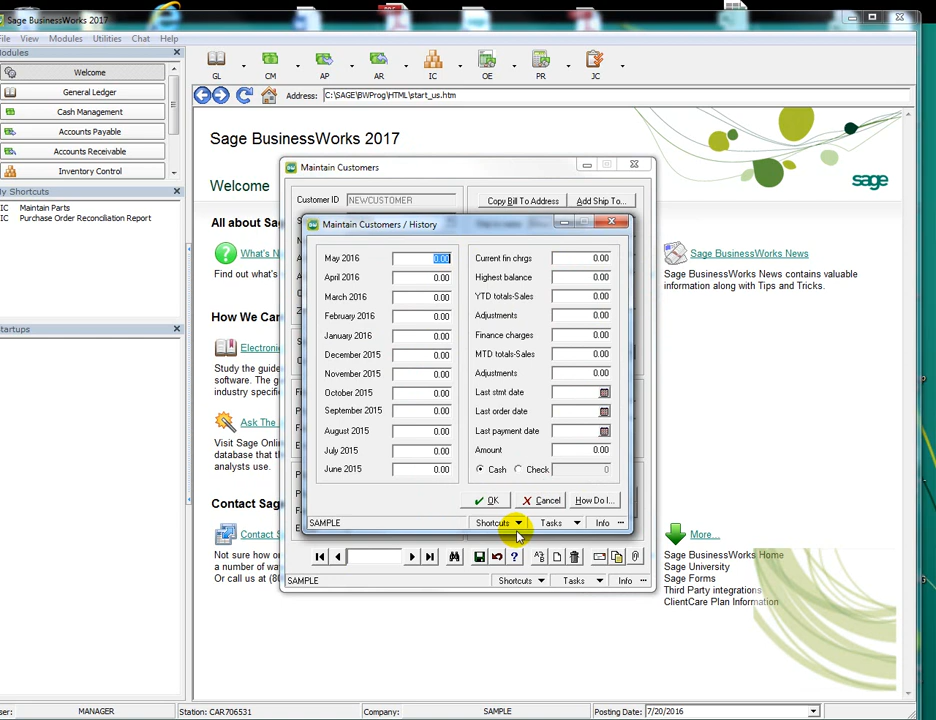 Sage BusinessWorks 2017
File View Modules Utilities Chat Help
Modules
Welcome
General Ledger
Cash Management
Accounts Payable
Accounts Receivable
Inventory Control
My Shortcuts
IC Maintain Parts
IC Purchase Order Reconciliation Report
Startups
GL CM AP AR IC OE PR JC
Address: C:\SAGE\BWProg\HTML\start_us.htm
Sage BusinessWorks 2017
Welcome
sage
All about Sa
What's N
Find out what's
How We Ca
Electroni
Study the guide
software. The g
industry specifi
Ask The
Visit Sage Onli
database that t
analysts use.
Contact Sag
Contact S
Not sure how o
a number of wa
Or call us at (80
Sage BusinessWorks News
Sage BusinessWorks News contains valuable
information along with Tips and Tricks.
More...
Sage BusinessWorks Home
Sage University
Sage Forms
Third Party integrations
ClientCare Plan Information
Maintain Customers
Customer ID NEWCUSTOMER
Copy Bill To Address Add Ship To...
Maintain Customers / History
May 2016 0.00
April 2016 0.00
March 2016 0.00
February 2016 0.00
January 2016 0.00
December 2015 0.00
November 2015 0.00
October 2015 0.00
September 2015 0.00
August 2015 0.00
July 2015 0.00
June 2015 0.00
Current fin chrgs 0.00
Highest balance 0.00
YTD totals-Sales 0.00
Adjustments 0.00
Finance charges 0.00
MTD totals-Sales 0.00
Adjustments 0.00
Last stmt date
Last order date
Last payment date
Amount 0.00
Cash Check 0
OK Cancel How Do I...
SAMPLE Shortcuts Tasks Info
SAMPLE Shortcuts Tasks Info
MANAGER Station: CAR706531 Company: SAMPLE Posting Date: 7/20/2016